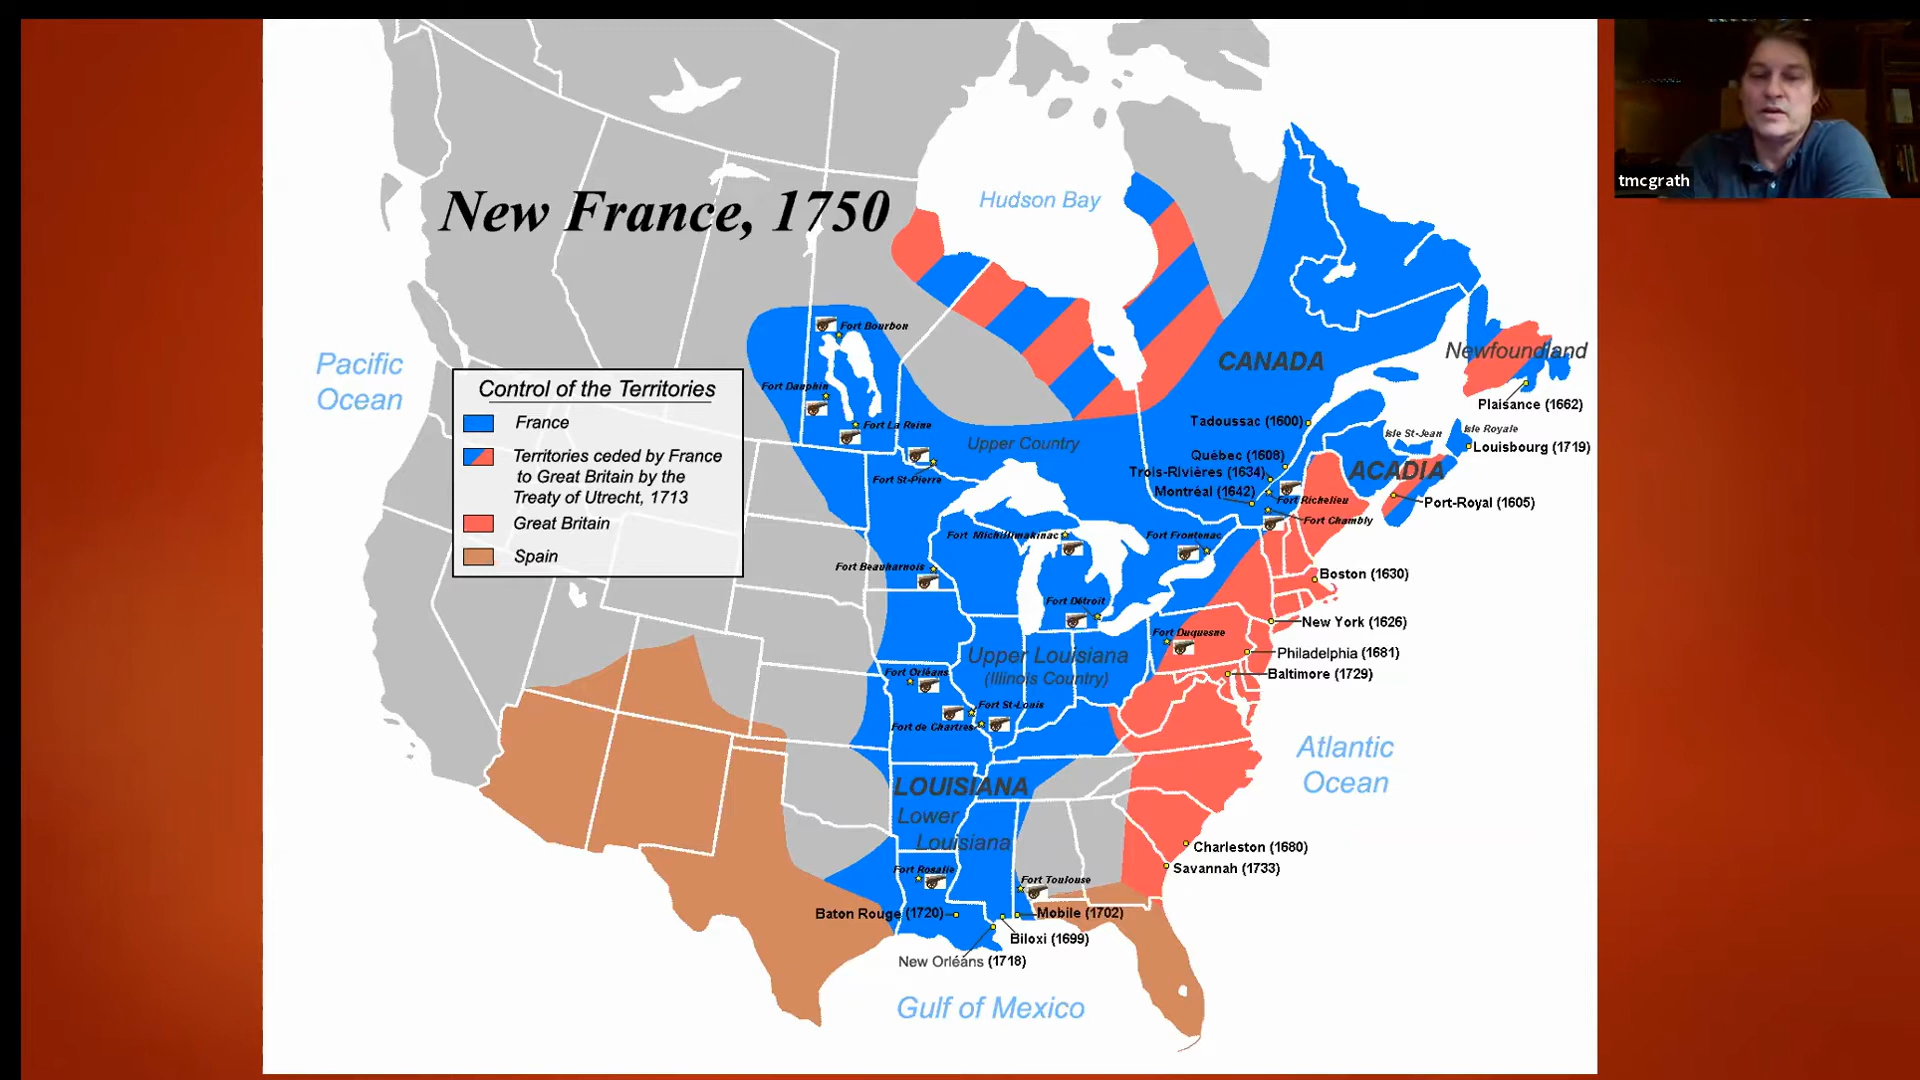 tmcgrath
New France, 1750
Hudson Bay
Pacific
Ocean
Control of the Territories
France
Territories ceded by France
to Great Britain by the
Treaty of Utrecht, 1713
Great Britain
Spain
Fort Bourbon
Fort Dauphin
Fort La Reine
Fort St-Pierre
Upper Country
CANADA
Newfoundland
Plaisance (1662)
Tadoussac (1600)
Isle St-Jean
Isle Royale
Louisbourg (1719)
Québec (1608)
Trois-Rivières (1634)
Montréal (1642)
ACADIA
Fort Richelieu
Port-Royal (1605)
Fort Chambly
Fort Michilimakinac
Fort Frontenac
Fort Beauharnois
Boston (1630)
Fort Détroit
New York (1626)
Fort Duquesne
Philadelphia (1681)
Upper Louisiana
(Illinois Country)
Baltimore (1729)
Fort Orléans
Fort St-Louis
Fort de Chartres
Atlantic
Ocean
LOUISIANA
Lower
Louisiana
Charleston (1680)
Savannah (1733)
Fort Rosalie
Fort Toulouse
Baton Rouge (1720)
Mobile (1702)
Biloxi (1699)
New Orléans (1718)
Gulf of Mexico